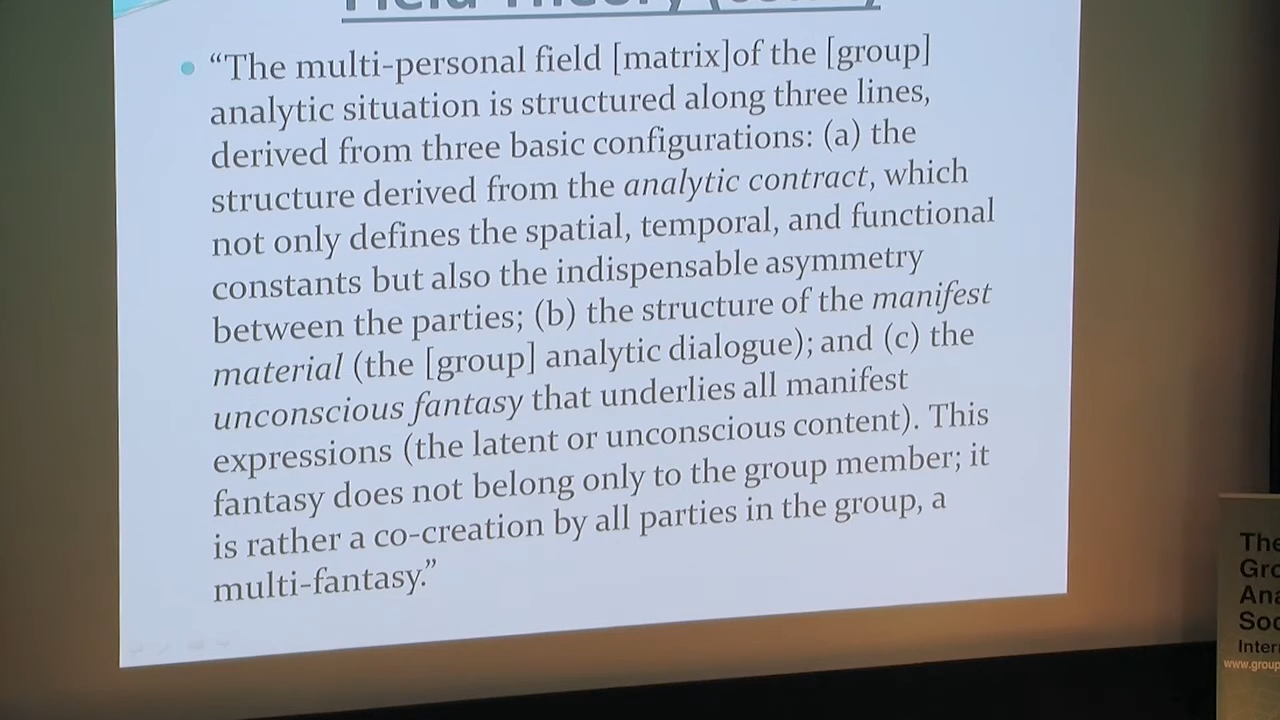 Field Theory
“The multi-personal field [matrix]of the [group]
analytic situation is structured along three lines,
derived from three basic configurations: (a) the
structure derived from the analytic contract, which
not only defines the spatial, temporal, and functional
constants but also the indispensable asymmetry
between the parties; (b) the structure of the manifest
material (the [group] analytic dialogue); and (c) the
unconscious fantasy that underlies all manifest
expressions (the latent or unconscious content). This
fantasy does not belong only to the group member; it
is rather a co-creation by all parties in the group, a
multi-fantasy.”
The
Gro
Ana
Soc
Inter
www.group